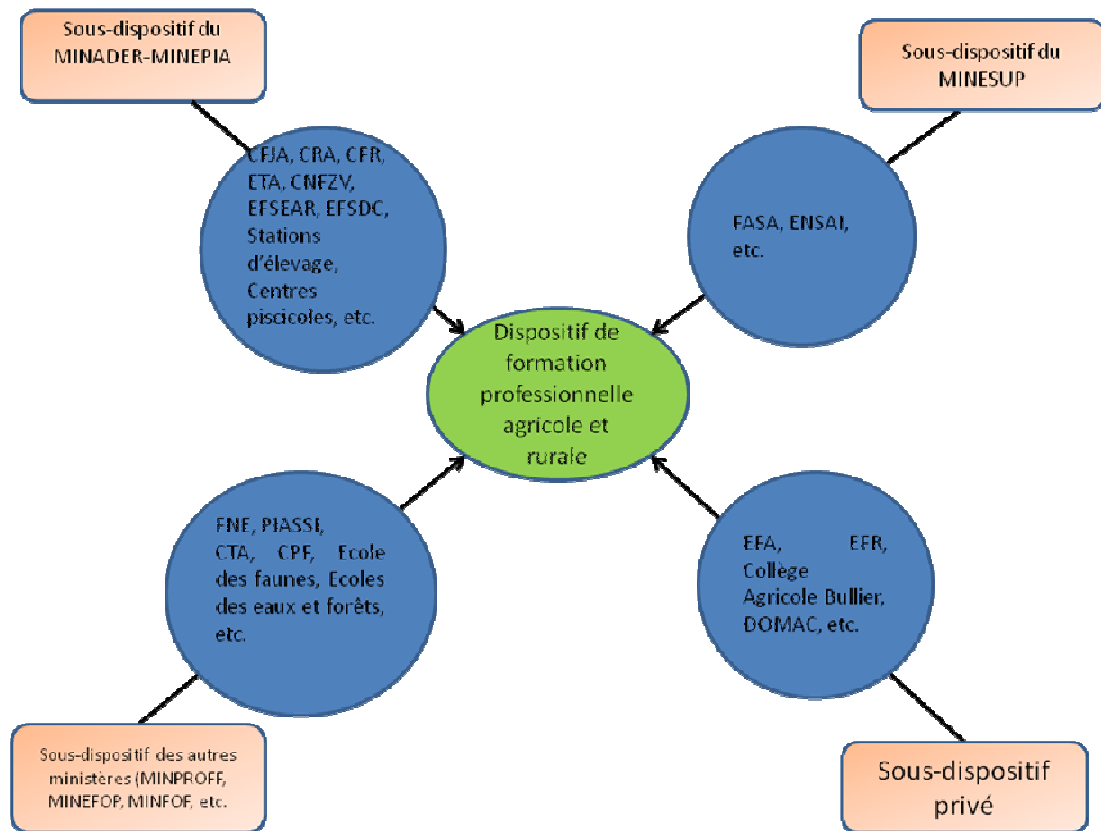 Sous-dispositif du
MINADER-MINEPIA
Sous-dispositif du
MINESUP
CFJA, CRA, CFR,
ETA, CNFZV,
EFSEAR, EFSDC,
Stations
d'élevage,
Centres
piscicoles, etc.
FASA, ENSAI,
etc.
Dispositif de
formation
professionnelle
agricole et
rurale
FNE, PIASSI,
CTA, CPF, Ecole
des faunes, Ecoles
des eaux et forêts,
etc.
EFA, EFR,
Collège
Agricole Bullier,
DOMAC, etc.
Sous-dispositif des autres
ministères (MINPROFF,
MINEFOP, MINFOF, etc.
Sous-dispositif
privé